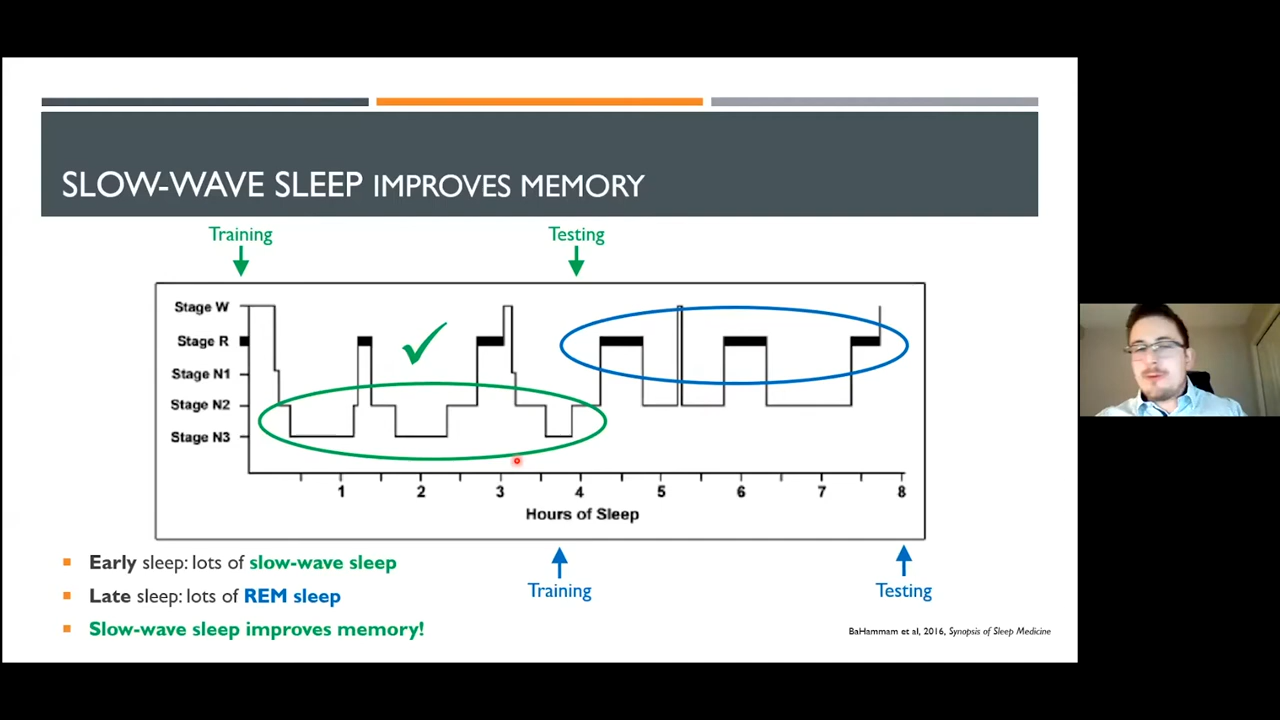 SLOW-WAVE SLEEP IMPROVES MEMORY
Training
Testing
Stage W
Stage R
Stage N1
Stage N2
Stage N3
1 2 3 4 5 6 7 8
Hours of Sleep
Training
Testing
Early sleep: lots of slow-wave sleep
Late sleep: lots of REM sleep
Slow-wave sleep improves memory!
BaHammam et al, 2016, Synopsis of Sleep Medicine